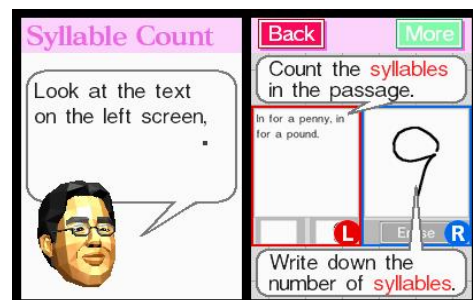 Syllable Count
Look at the text
on the left screen,
Back
More
Count the syllables
in the passage.
In for a penny, in
for a pound.
9
L
Erase
R
Write down the
number of syllables.